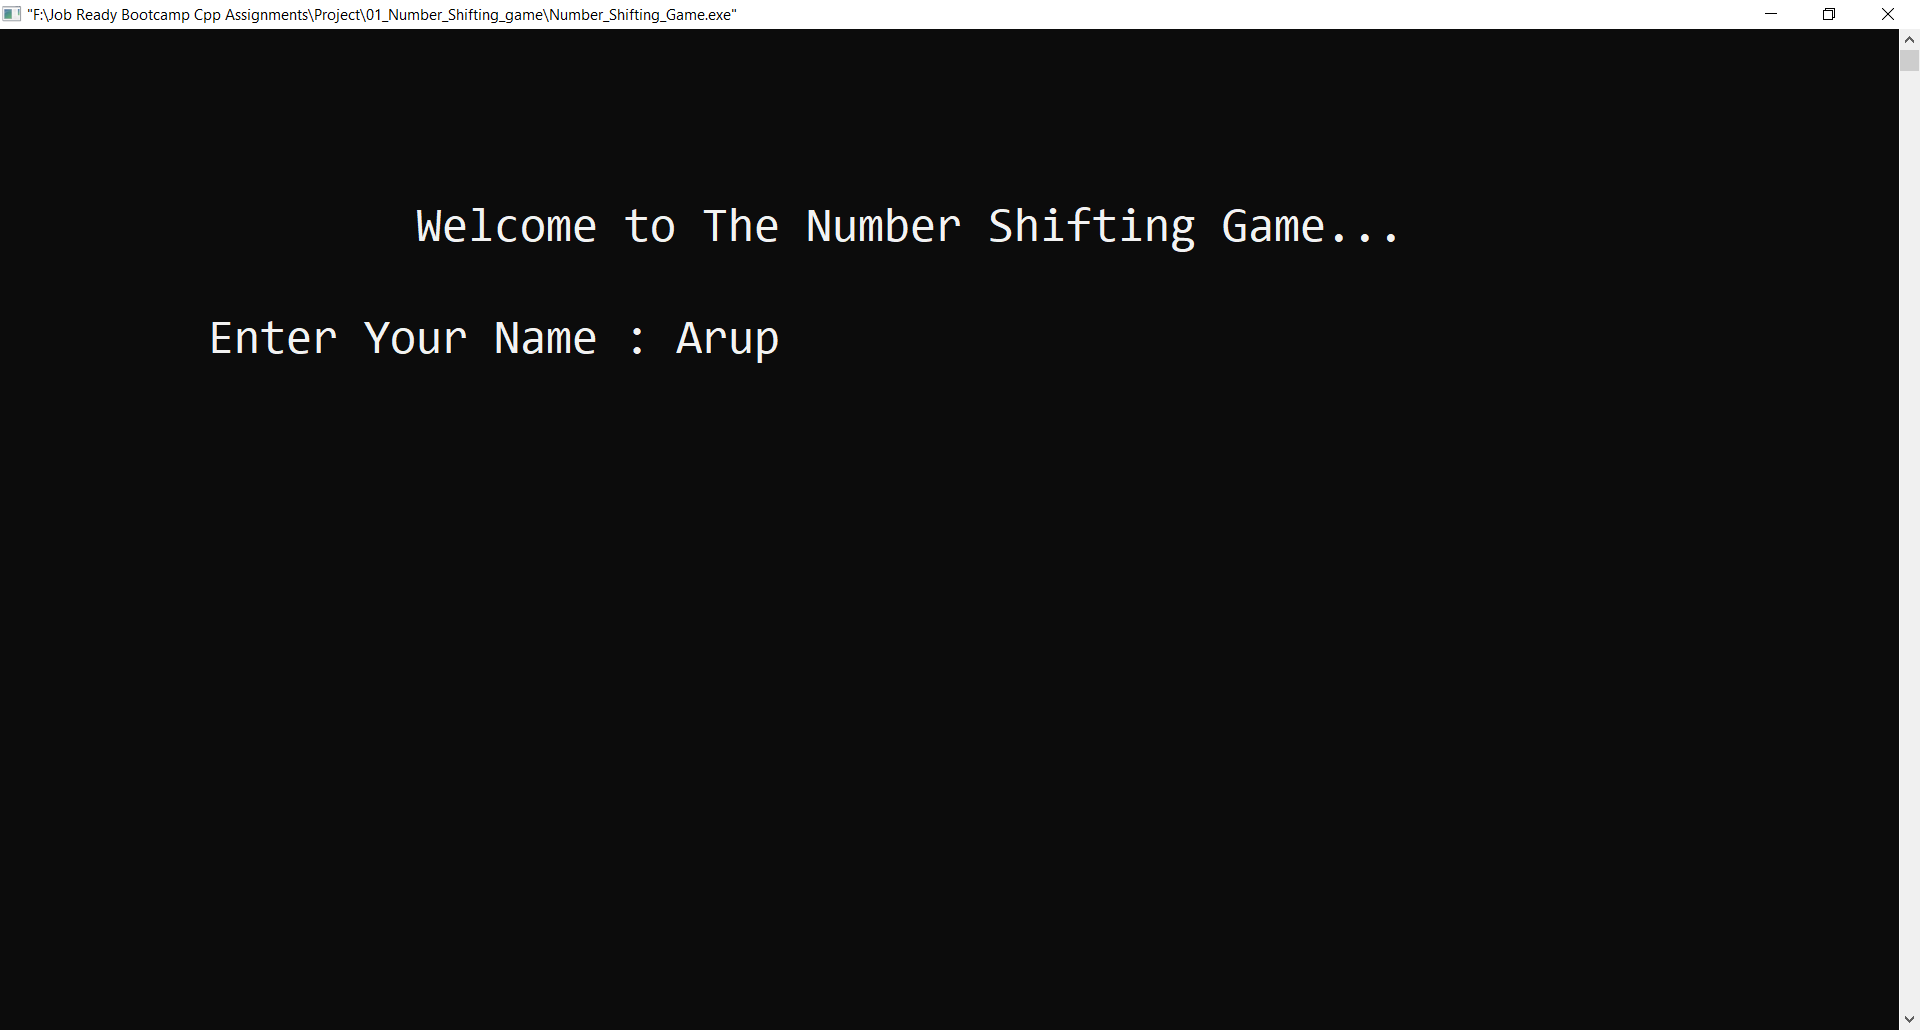 "F:\Job Ready Bootcamp Cpp Assignments\Project\01_Number_Shifting_game\Number_Shifting_Game.exe"
Welcome to The Number Shifting Game...
Enter Your Name : Arup